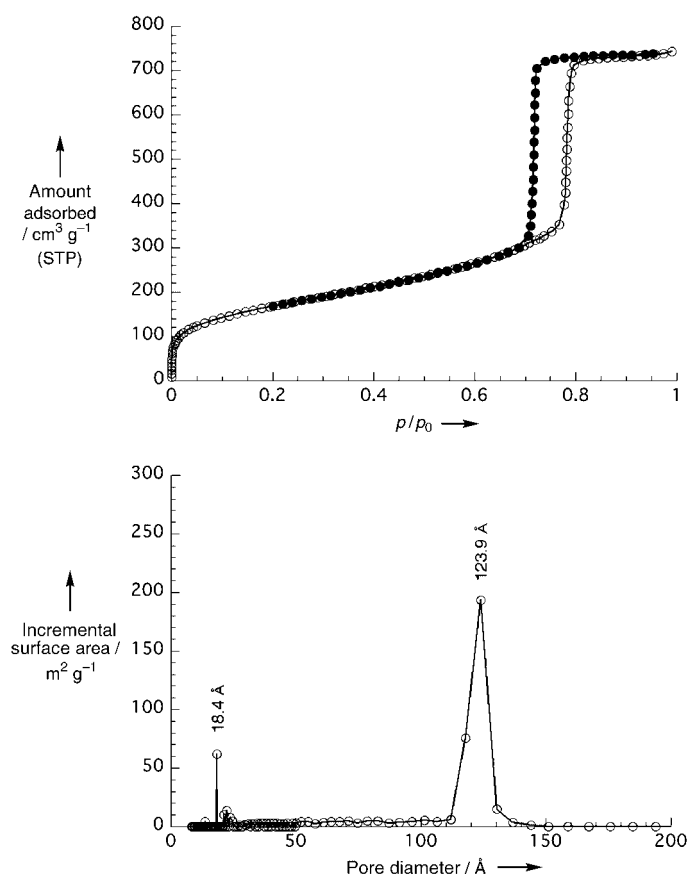 800
700
600
500
400
300
200
100
0
Amount
adsorbed
/ cm³ g⁻¹
(STP)
0 0.2 0.4 0.6 0.8 1
p/p₀
300
250
200
150
100
50
0
Incremental
surface area /
m² g⁻¹
18.4 Å
123.9 Å
0 50 100 150 200
Pore diameter / Å